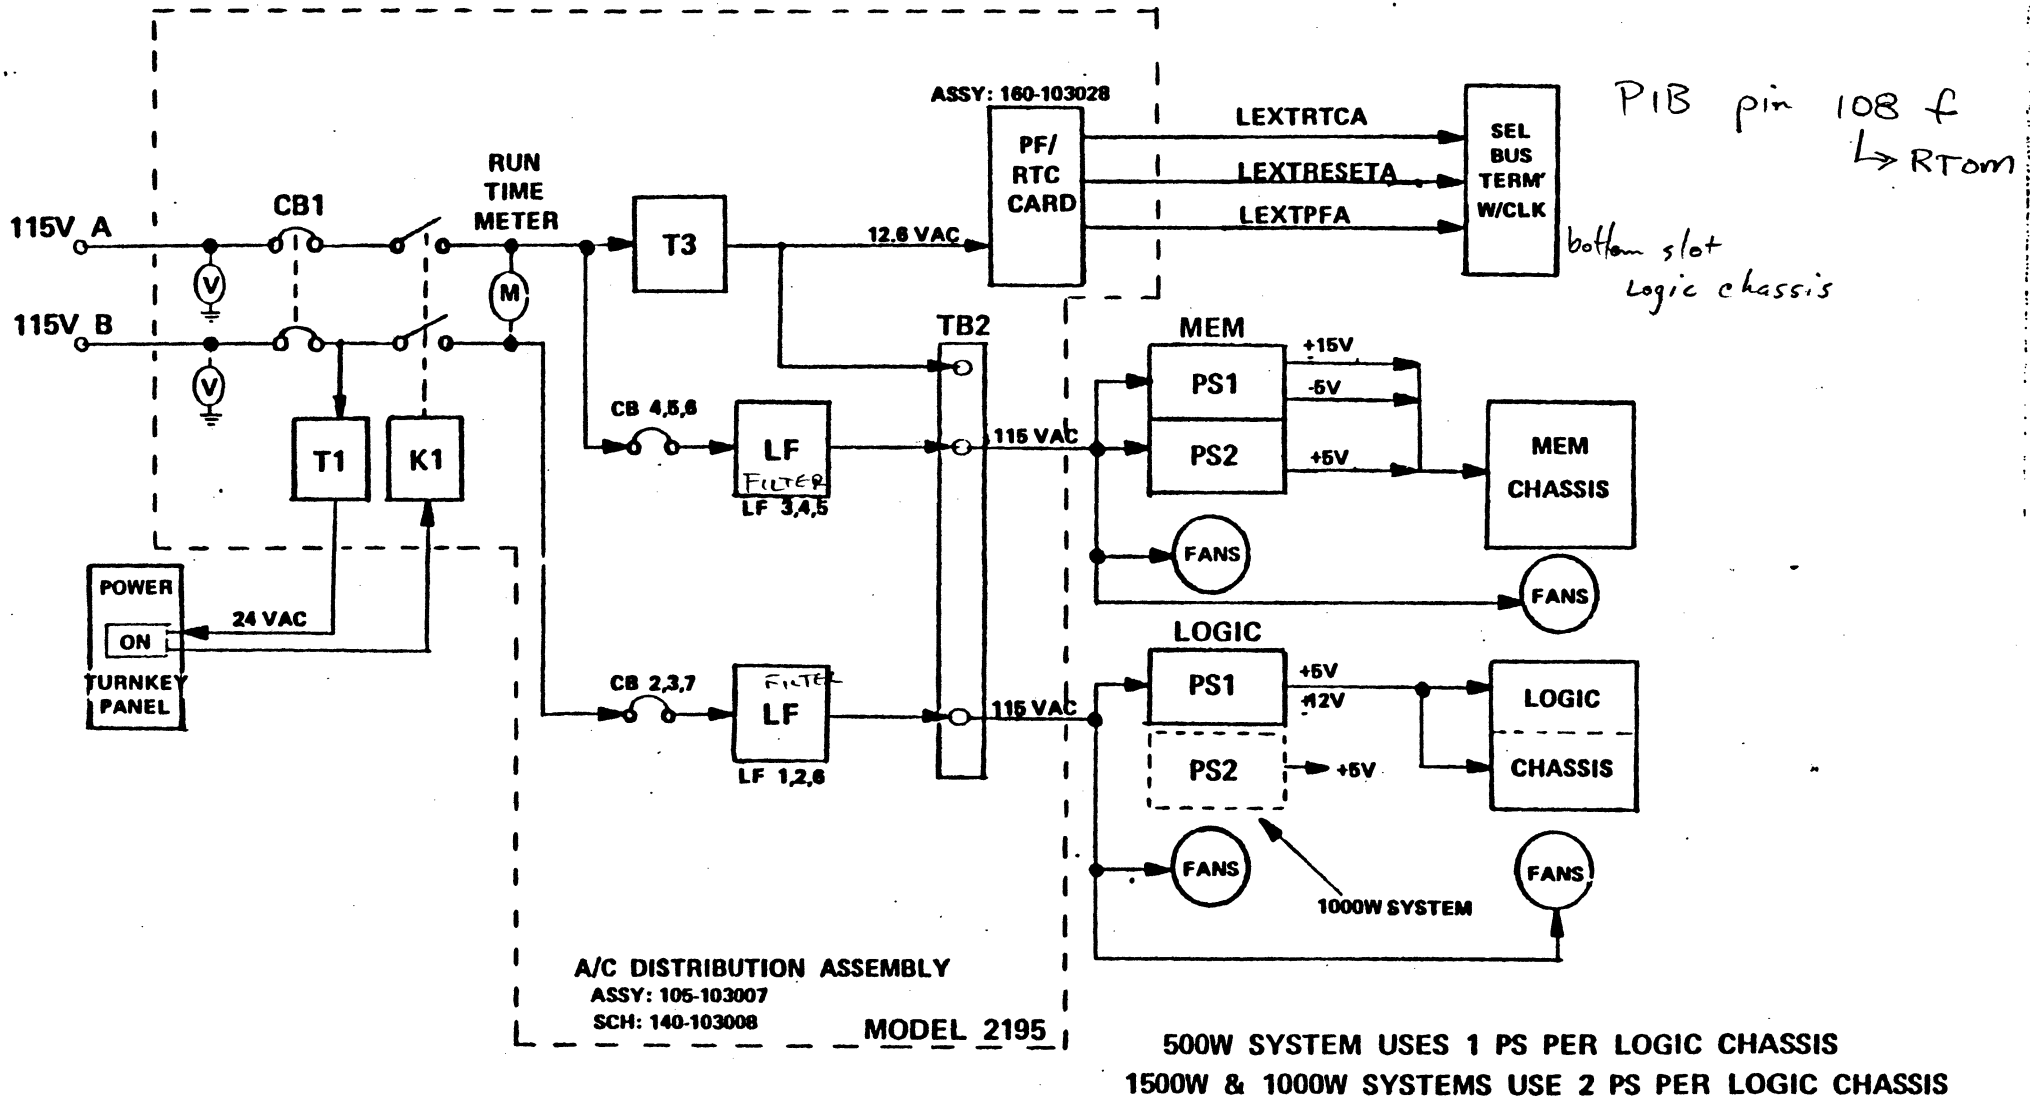 ASSY: 160-103028
PF/
RTC
CARD
LEXTRTCA
LEXTRESETA
LEXTPFA
SEL
BUS
TERM'
W/CLK
P1B pin 108 f
↳ RTOM
bottom slot
Logic chassis
115V A
115V B
CB1
V
V
RUN
TIME
METER
M
T3
12.6 VAC
TB2
T1
K1
CB 4,5,6
LF
FILTER
LF 3,4,5
115 VAC
MEM
PS1
PS2
+15V
-5V
+5V
MEM
CHASSIS
FANS
FANS
POWER
ON
TURNKEY
PANEL
24 VAC
CB 2,3,7
FILTER
LF
LF 1,2,6
115 VAC
LOGIC
PS1
PS2
+5V
+12V
+5V
LOGIC
CHASSIS
FANS
FANS
1000W SYSTEM
A/C DISTRIBUTION ASSEMBLY
ASSY: 105-103007
SCH: 140-103008
MODEL 2195
500W SYSTEM USES 1 PS PER LOGIC CHASSIS
1500W & 1000W SYSTEMS USE 2 PS PER LOGIC CHASSIS